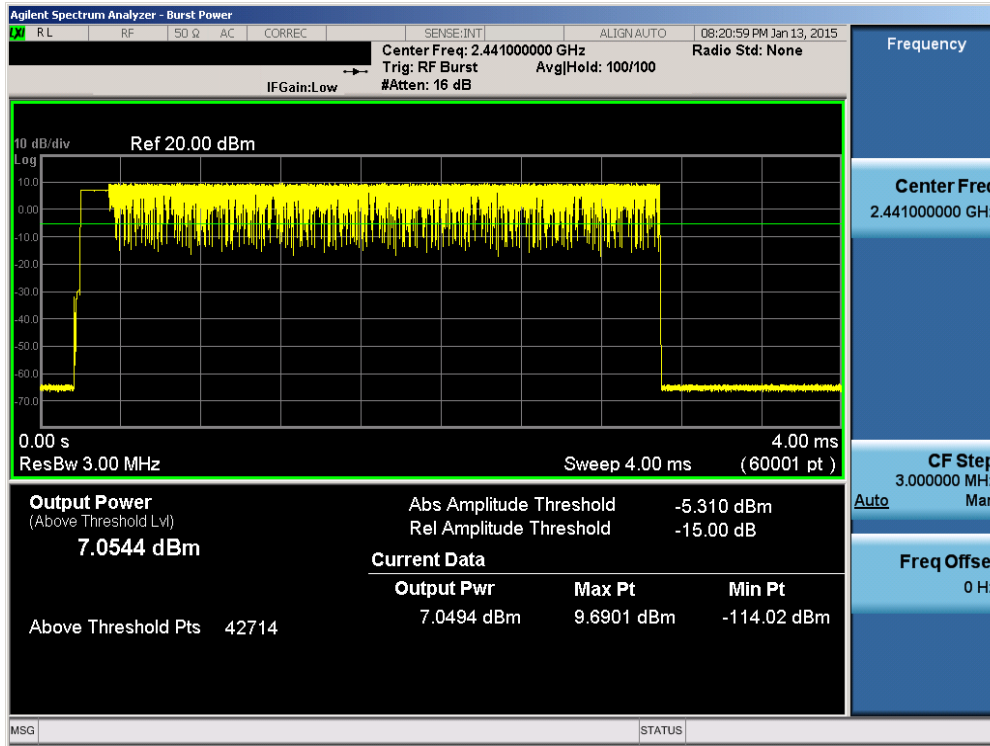 Agilent Spectrum Analyzer - Burst Power
LXI RL RF 50 Ω AC CORREC SENSE:INT ALIGN AUTO 08:20:59 PM Jan 13, 2015
Center Freq: 2.441000000 GHz Radio Std: None
Trig: RF Burst Avg|Hold: 100/100
IFGain:Low #Atten: 16 dB
Frequency
10 dB/div Ref 20.00 dBm
Log
10.0
0.00
-10.0
-20.0
-30.0
-40.0
-50.0
-60.0
-70.0
0.00 s 4.00 ms
ResBw 3.00 MHz Sweep 4.00 ms (60001 pt)
Center Freq
2.441000000 GHz
CF Step
3.000000 MHz
Auto Man
Freq Offse
0 H
Output Power
(Above Threshold Lvl)
7.0544 dBm
Above Threshold Pts 42714
Abs Amplitude Threshold -5.310 dBm
Rel Amplitude Threshold -15.00 dB
Current Data
Output Pwr Max Pt Min Pt
7.0494 dBm 9.6901 dBm -114.02 dBm
MSG STATUS